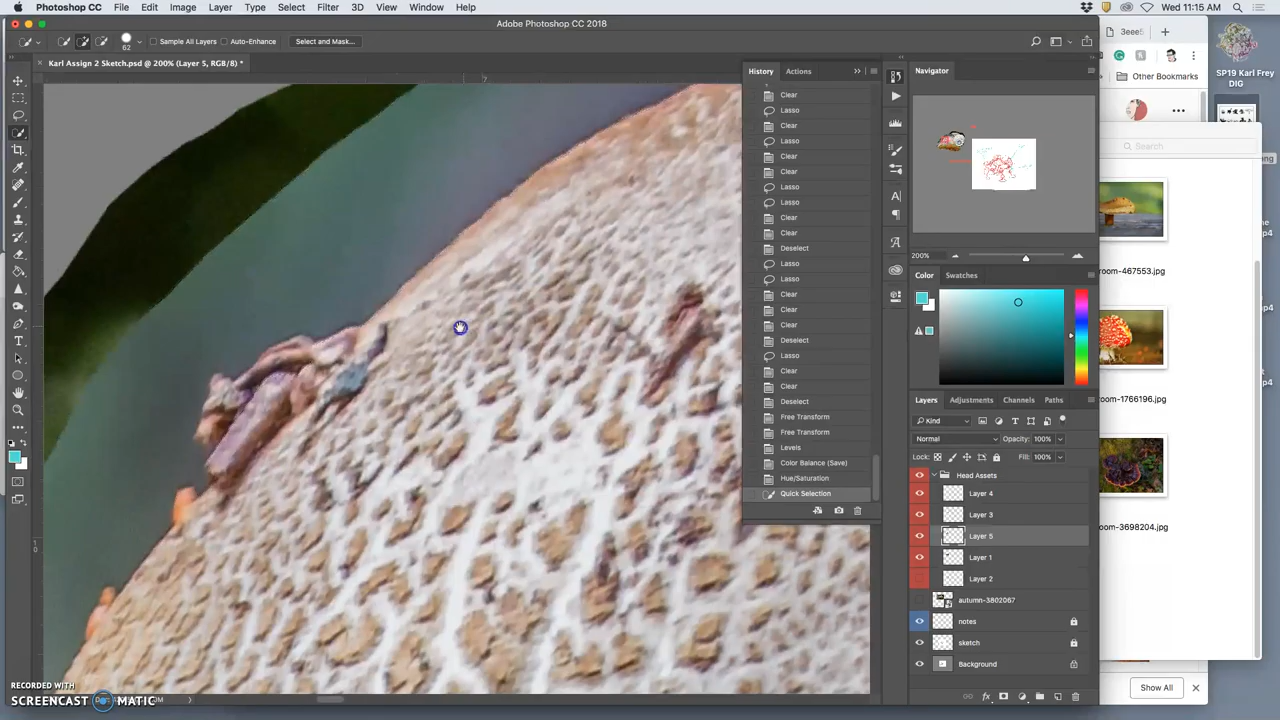 Photoshop CC File Edit Image Layer Type Select Filter 3D View Window Help Wed 11:15 AM
Adobe Photoshop CC 2018
62 Sample All Layers Auto-Enhance Select and Mask...
3eee5
Other Bookmarks
SP19 Karl Frey
DIG
Karl Assign 2 Sketch.psd @ 200% (Layer 5, RGB/8) *
History Actions
Navigator
Clear
Lasso
Clear
Lasso
Clear
Clear
Lasso
Lasso
Clear
Clear
Deselect
Lasso
Lasso
Clear
Clear
Clear
Deselect
Lasso
Clear
Clear
Deselect
Free Transform
Free Transform
Levels
Color Balance (Save)
Hue/Saturation
Quick Selection
200%
Color Swatches
Layers Adjustments Channels Paths
Kind
Normal Opacity: 100%
Lock: Fill: 100%
Head Assets
Layer 4
Layer 3
Layer 5
Layer 1
Layer 2
autumn-3802067
notes
sketch
Background
Search
room-467553.jpg
room-1766196.jpg
room-3698204.jpg
Show All
RECORDED WITH
SCREENCAST MATIC